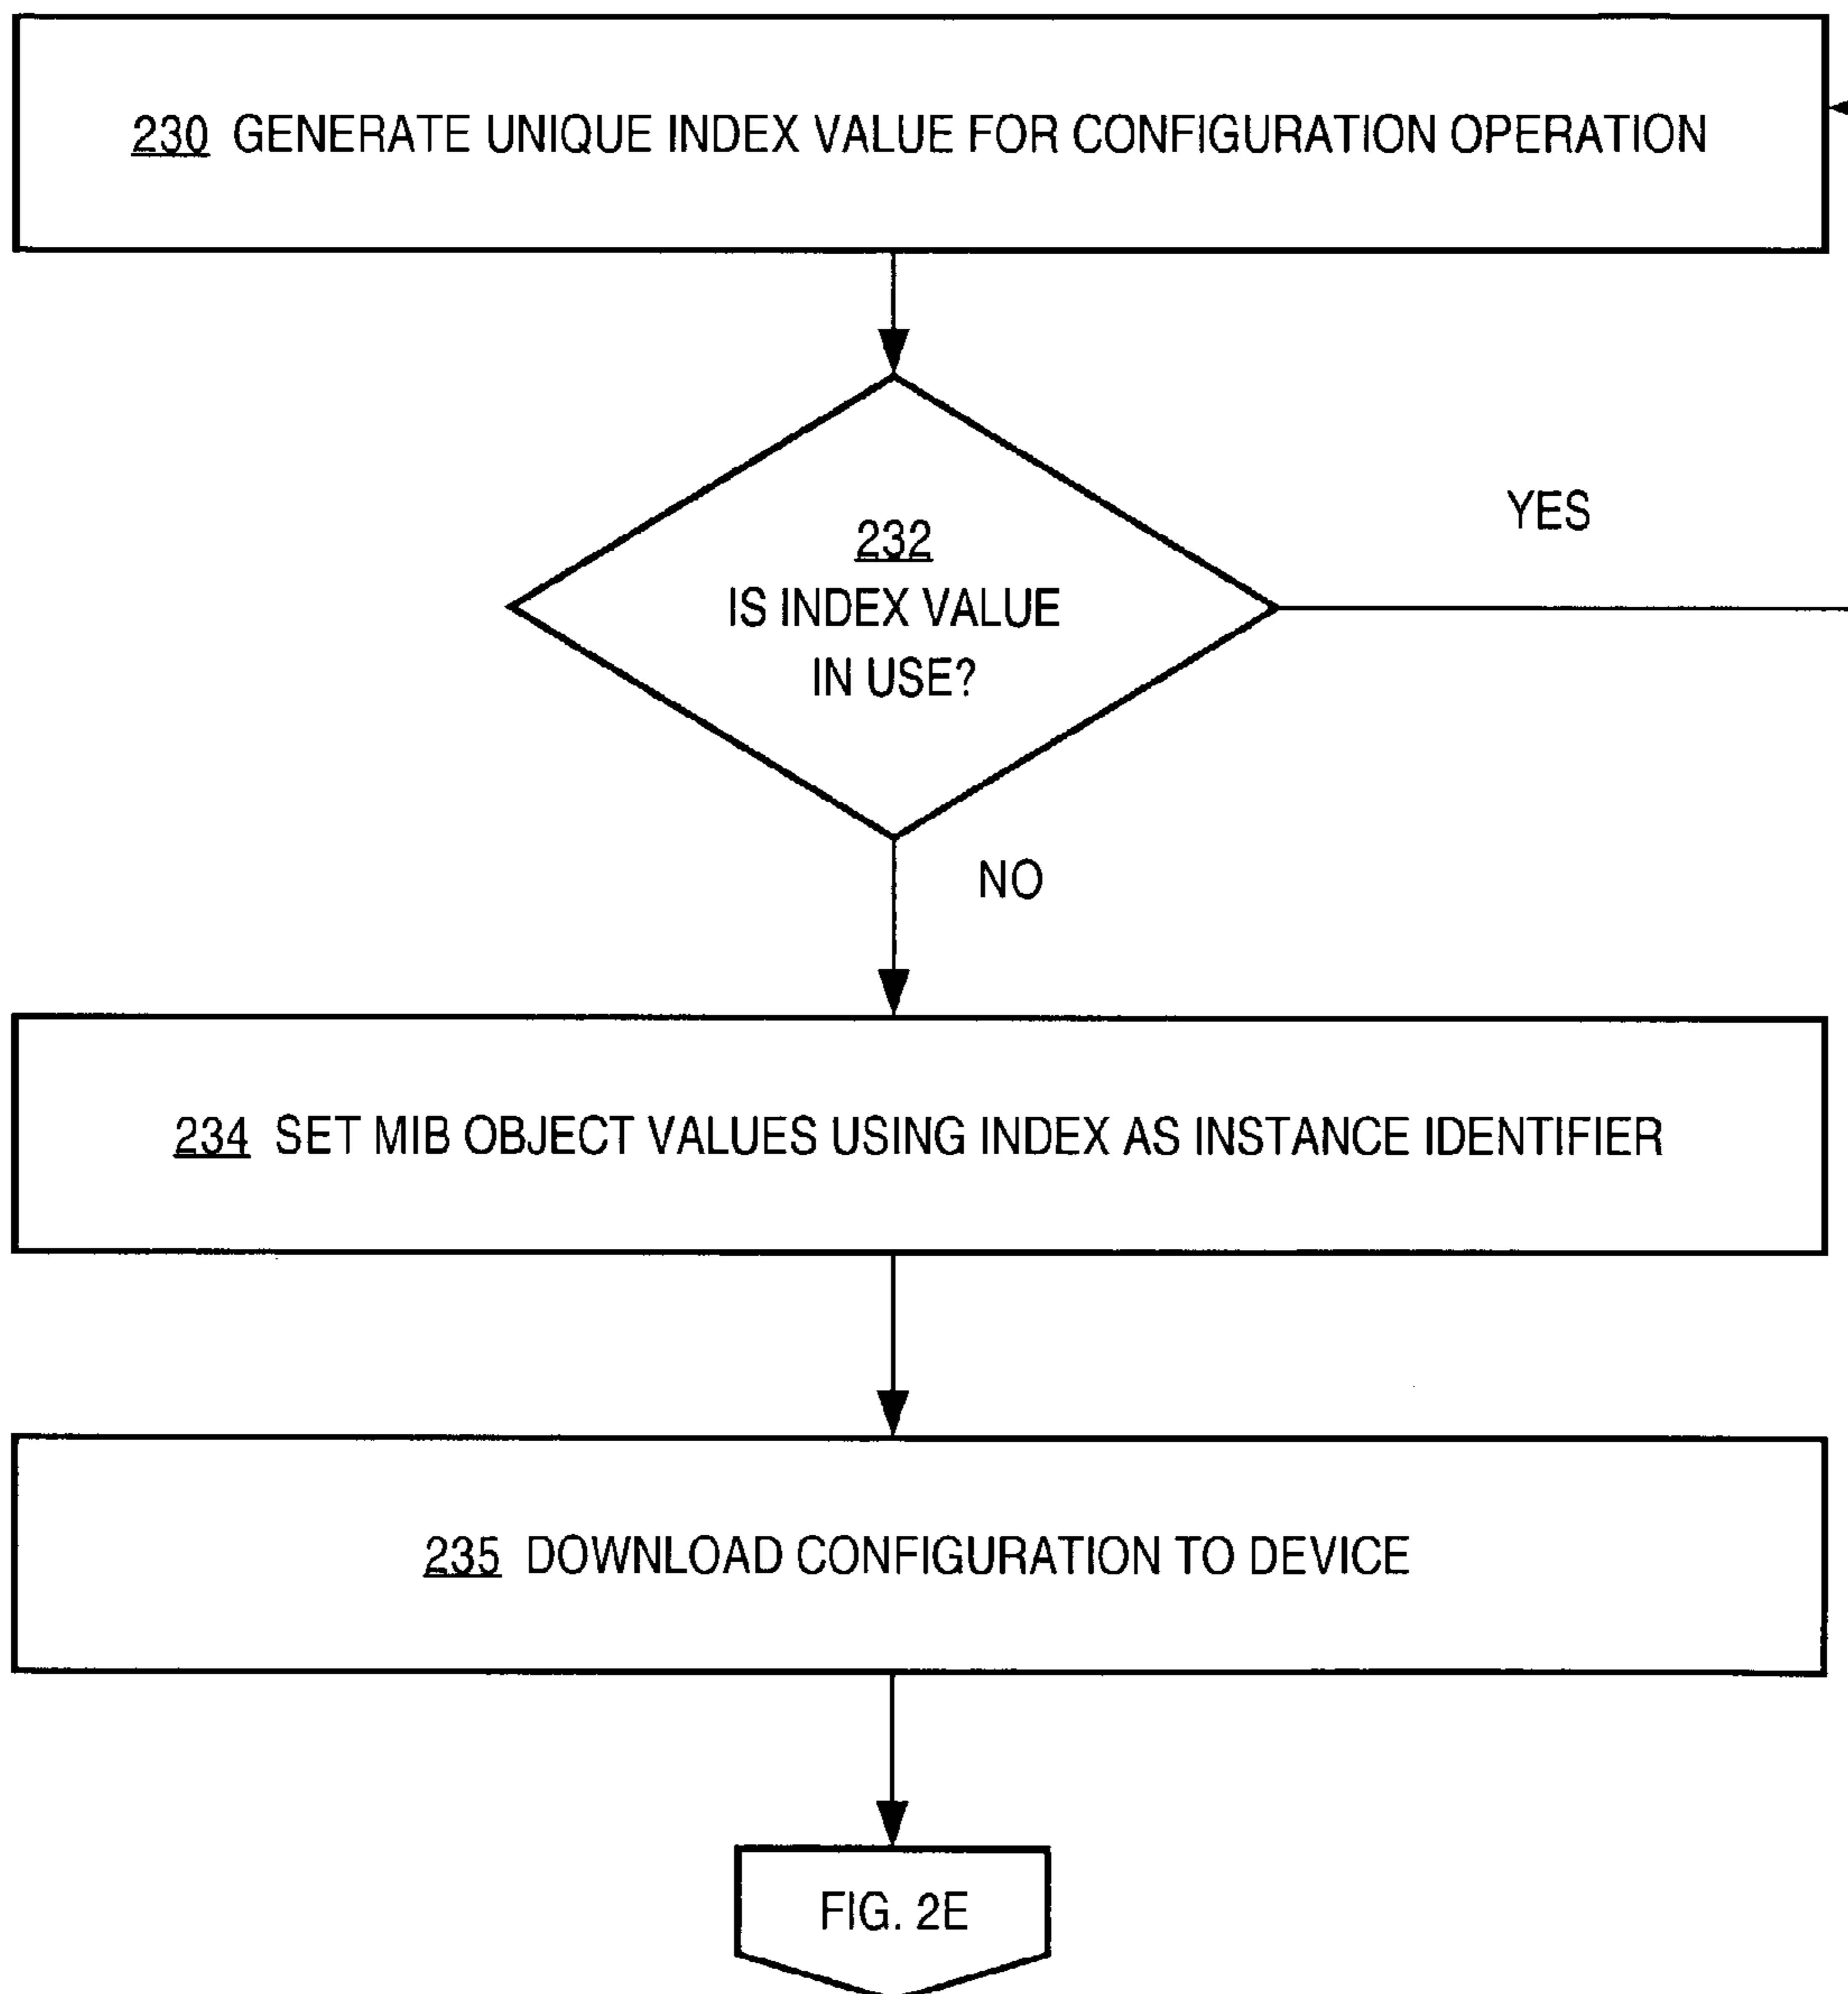 230 GENERATE UNIQUE INDEX VALUE FOR CONFIGURATION OPERATION
232
IS INDEX VALUE
IN USE?
YES
NO
234 SET MIB OBJECT VALUES USING INDEX AS INSTANCE IDENTIFIER
235 DOWNLOAD CONFIGURATION TO DEVICE
FIG. 2E